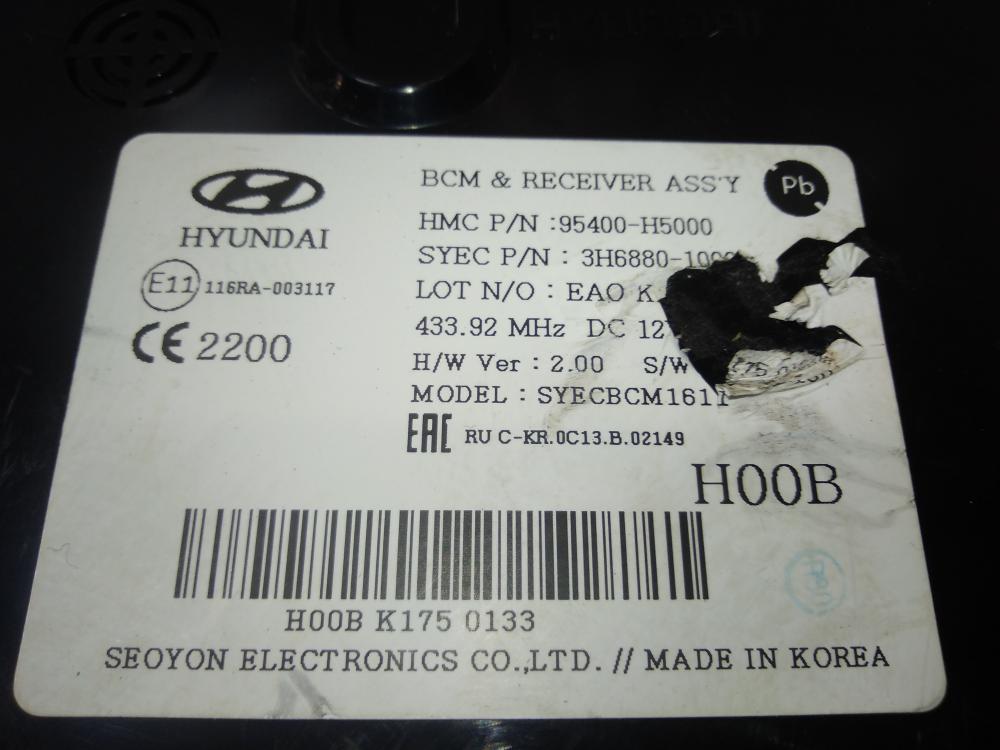 HYUNDAI
BCM & RECEIVER ASS'Y
Pb
HYUNDAI
HMC P/N :95400-H5000
SYEC P/N : 3H6880-100
E11 116RA-003117
LOT N/O : EAO K
CE 2200
433.92 MHz DC 12
H/W Ver : 2.00 S/W
MODEL : SYECBCM1611
EAC RU C-KR.0C13.B.02149
H00B
H00B K175 0133
SEOYON ELECTRONICS CO.,LTD. // MADE IN KOREA